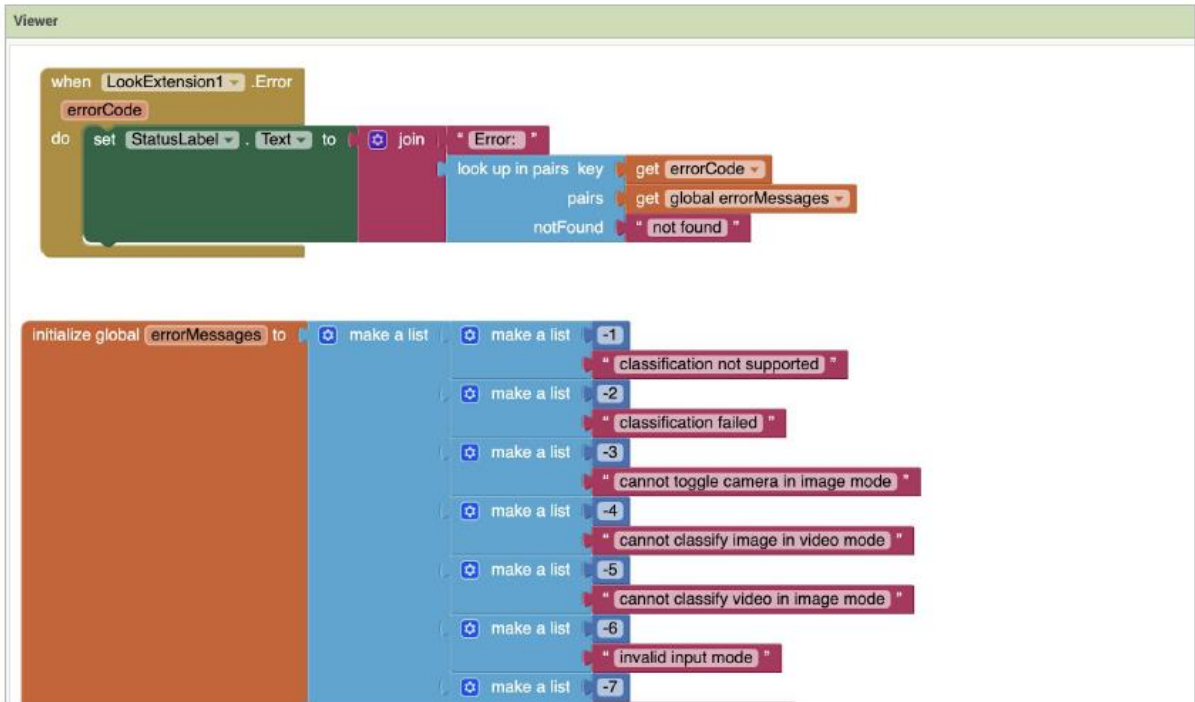 Viewer
when LookExtension1 .Error
errorCode
do set StatusLabel . Text to join " Error: "
look up in pairs key get errorCode
pairs get global errorMessages
notFound " not found "
initialize global errorMessages to make a list make a list -1
" classification not supported "
make a list -2
" classification failed "
make a list -3
" cannot toggle camera in image mode "
make a list -4
" cannot classify image in video mode "
make a list -5
" cannot classify video in image mode "
make a list -6
" invalid input mode "
make a list -7